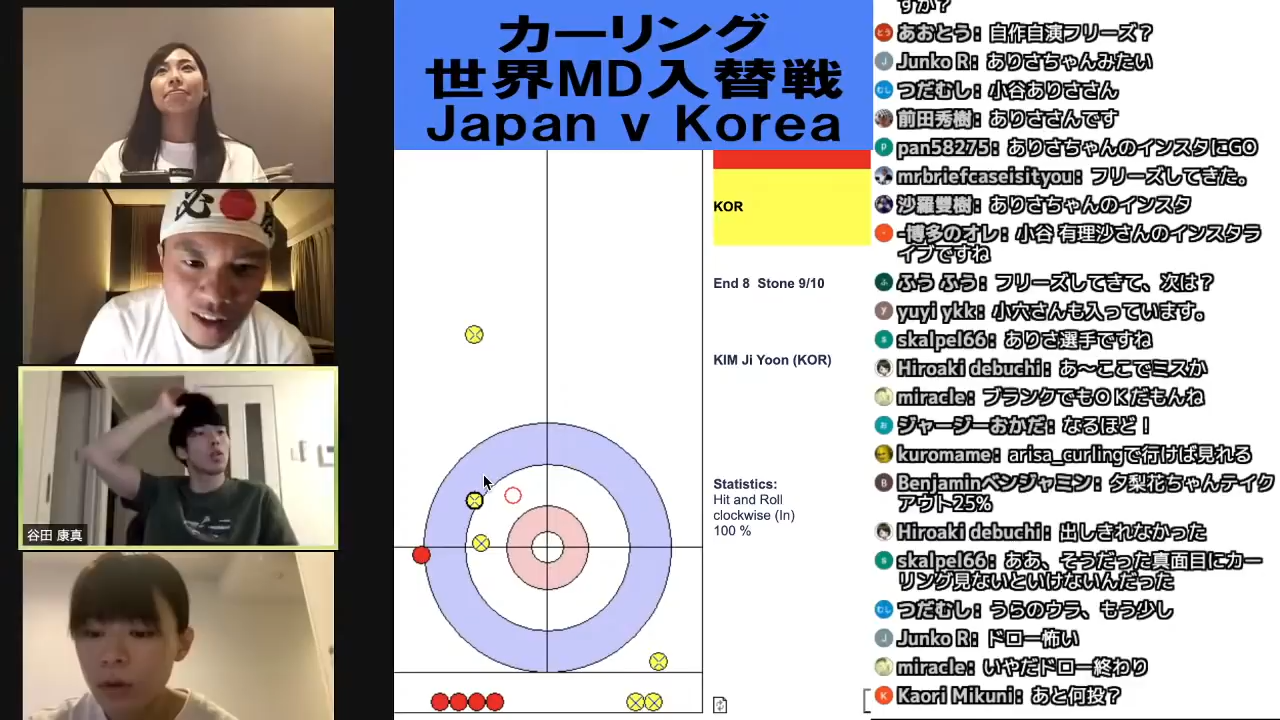 カーリング
世界MD入替戦
Japan v Korea
必
谷田 康真
KOR
End 8 Stone 9/10
KIM Ji Yoon (KOR)
Statistics:
Hit and Roll
clockwise (In)
100 %
すか？
あおとう: 自作自演フリーズ？
Junko R: ありさちゃんみたい
つだむし: 小谷ありささん
前田秀樹: ありささんです
pan58275: ありさちゃんのインスタにGO
mrbriefcaseisityou: フリーズしてきた。
沙羅雙樹: ありさちゃんのインスタ
-博多のオレ: 小谷 有理沙さんのインスタラ
イブですね
ふう ふう: フリーズしてきて、次は？
yuyi ykk: 小穴さんも入っています。
skalpel66: ありさ選手ですね
Hiroaki debuchi: あ～ここでミスか
miracle: ブランクでもＯＫだもんね
ジャージーおかだ: なるほど！
kuromame: arisa_curlingで行けば見れる
Benjaminベンジャミン: 夕梨花ちゃんテイク
アウト25%
Hiroaki debuchi: 出しきれなかった
skalpel66: ああ、そうだった真面目にカー
リング見ないといけないんだった
つだむし: うらのウラ、もう少し
Junko R: ドロー怖い
miracle: いやだドロー終わり
Kaori Mikuni: あと何投？